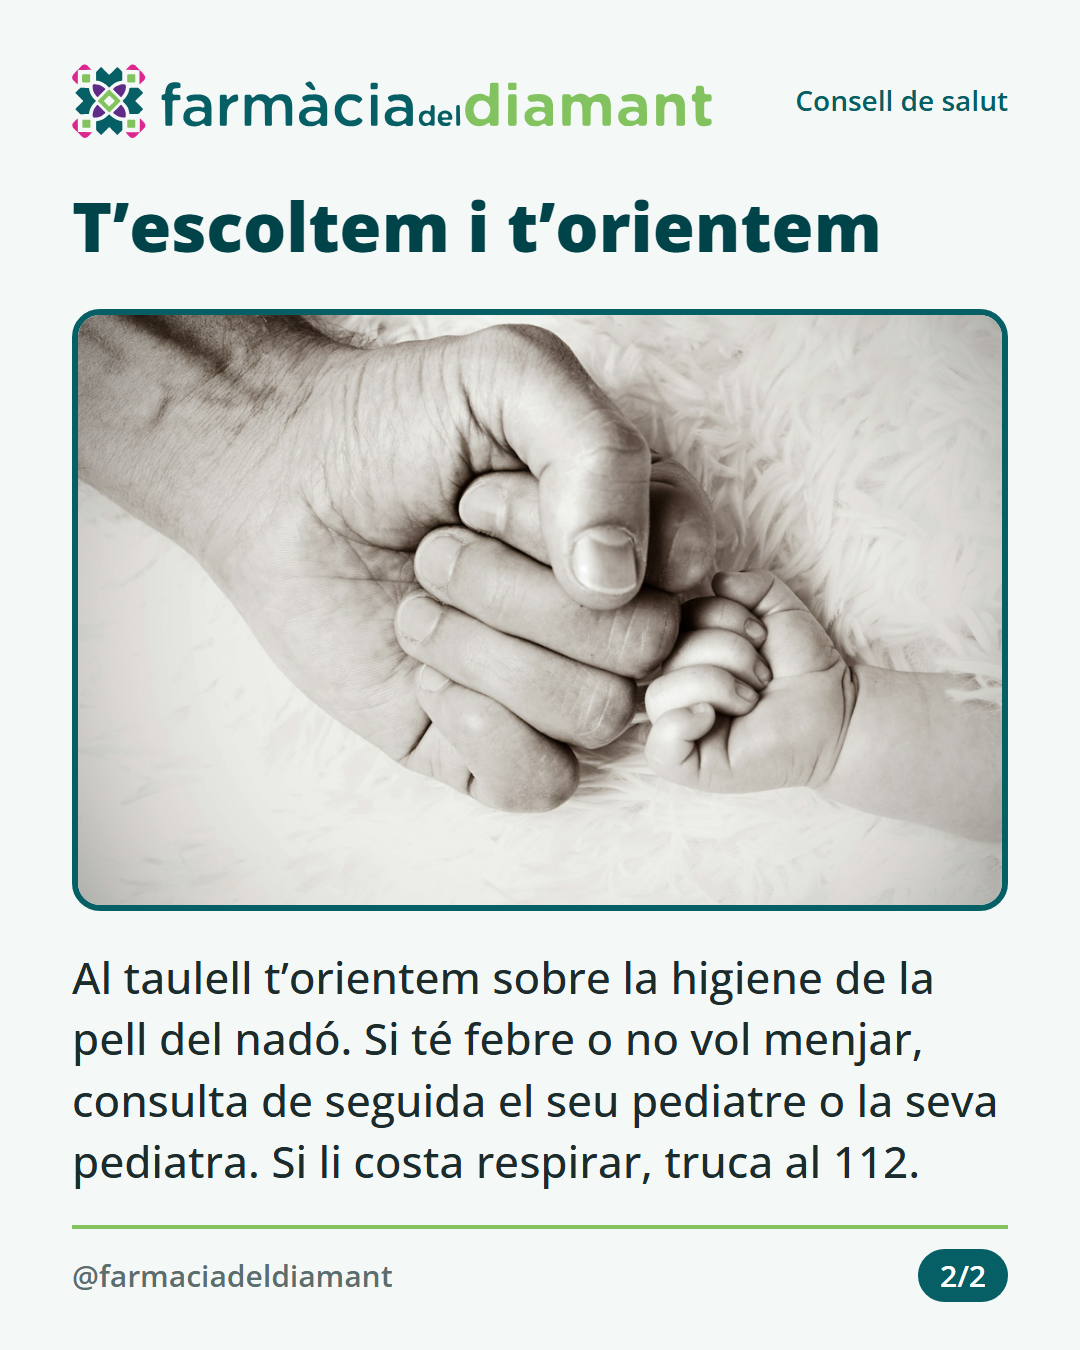 farmàciadeldiamant
Consell de salut
T’escoltem i t’orientem
Al taulell t’orientem sobre la higiene de la
pell del nadó. Si té febre o no vol menjar,
consulta de seguida el seu pediatre o la seva
pediatra. Si li costa respirar, truca al 112.
@farmaciadeldiamant
2/2